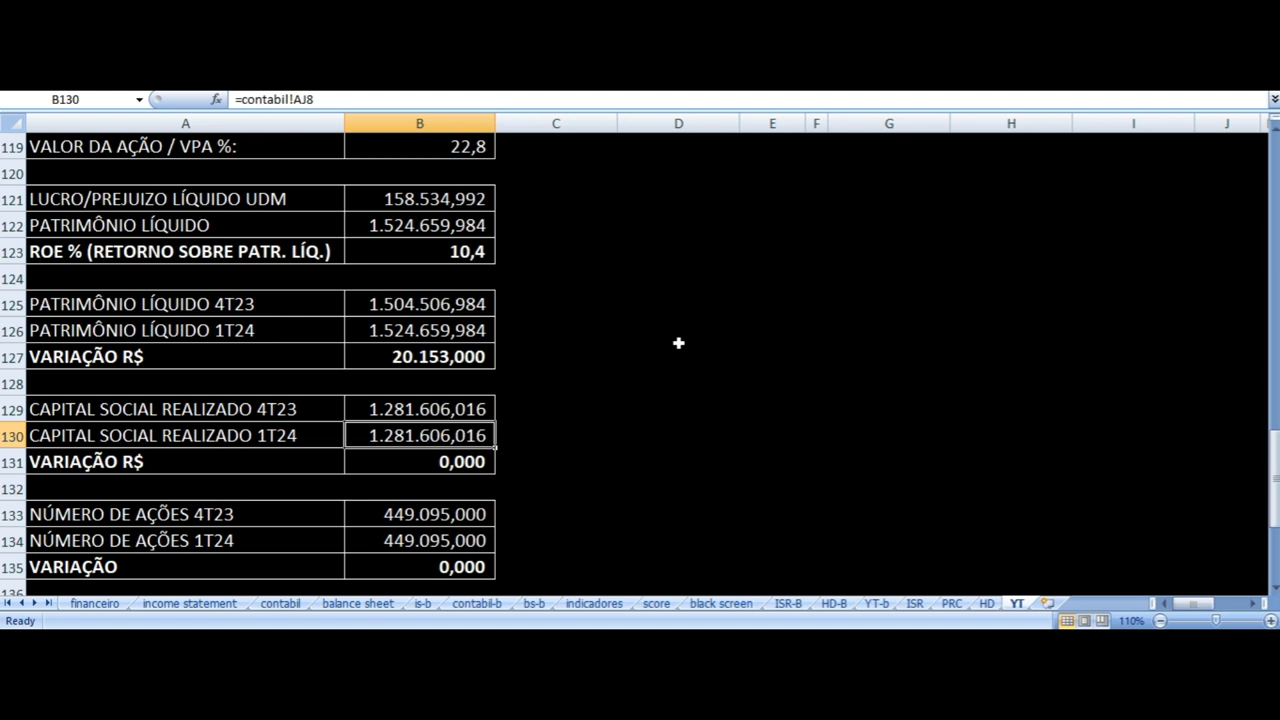 B130 fx =contabil!AJ8
A B C D E F G H I J
119 VALOR DA AÇÃO / VPA %: 22,8
120
121 LUCRO/PREJUIZO LÍQUIDO UDM 158.534,992
122 PATRIMÔNIO LÍQUIDO 1.524.659,984
123 ROE % (RETORNO SOBRE PATR. LÍQ.) 10,4
124
125 PATRIMÔNIO LÍQUIDO 4T23 1.504.506,984
126 PATRIMÔNIO LÍQUIDO 1T24 1.524.659,984
127 VARIAÇÃO R$ 20.153,000
128
129 CAPITAL SOCIAL REALIZADO 4T23 1.281.606,016
130 CAPITAL SOCIAL REALIZADO 1T24 1.281.606,016
131 VARIAÇÃO R$ 0,000
132
133 NÚMERO DE AÇÕES 4T23 449.095,000
134 NÚMERO DE AÇÕES 1T24 449.095,000
135 VARIAÇÃO 0,000
136
financeiro income statement contabil balance sheet is-b contabil-b bs-b indicadores score black screen ISR-B HD-B YT-b ISR PRC HD YT
Ready 110%